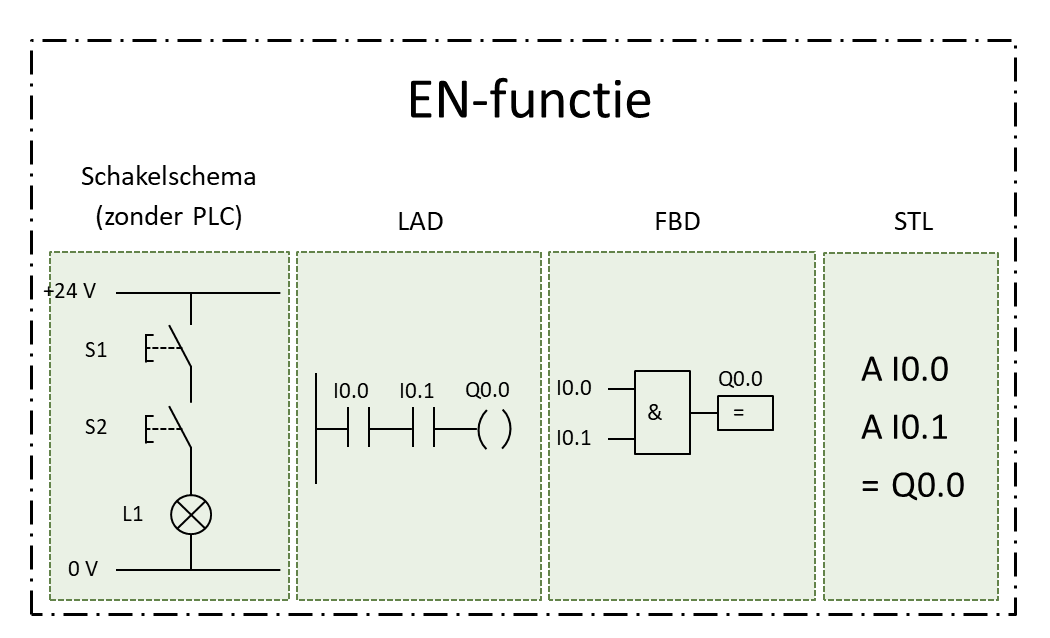 EN-functie
Schakelschema
(zonder PLC)
LAD
FBD
STL
+24 V
S1
S2
L1
0 V
I0.0 I0.1 Q0.0
I0.0
I0.1
&
Q0.0
=
A I0.0
A I0.1
= Q0.0